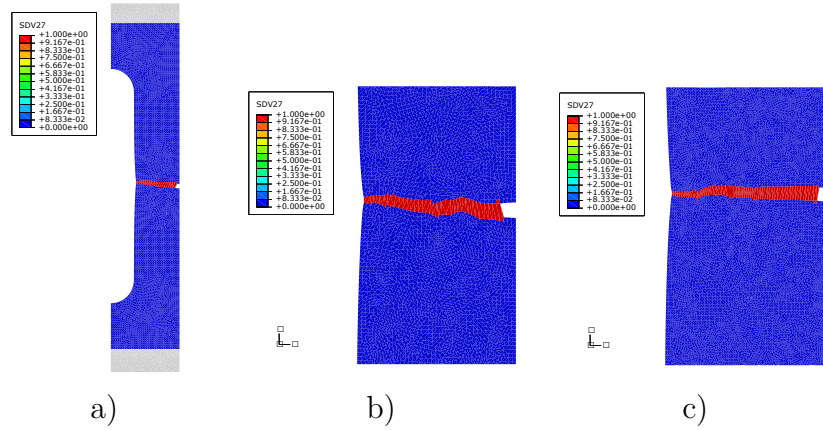 SDV27
+1.000e+00
+9.167e-01
+8.333e-01
+7.500e-01
+6.667e-01
+5.833e-01
+5.000e-01
+4.167e-01
+3.333e-01
+2.500e-01
+1.667e-01
+8.333e-02
+0.000e+00
SDV27
+1.000e+00
+9.167e-01
+8.333e-01
+7.500e-01
+6.667e-01
+5.833e-01
+5.000e-01
+4.167e-01
+3.333e-01
+2.500e-01
+1.667e-01
+8.333e-02
+0.000e+00
SDV27
+1.000e+00
+9.167e-01
+8.333e-01
+7.500e-01
+6.667e-01
+5.833e-01
+5.000e-01
+4.167e-01
+3.333e-01
+2.500e-01
+1.667e-01
+8.333e-02
+0.000e+00
a) b) c)